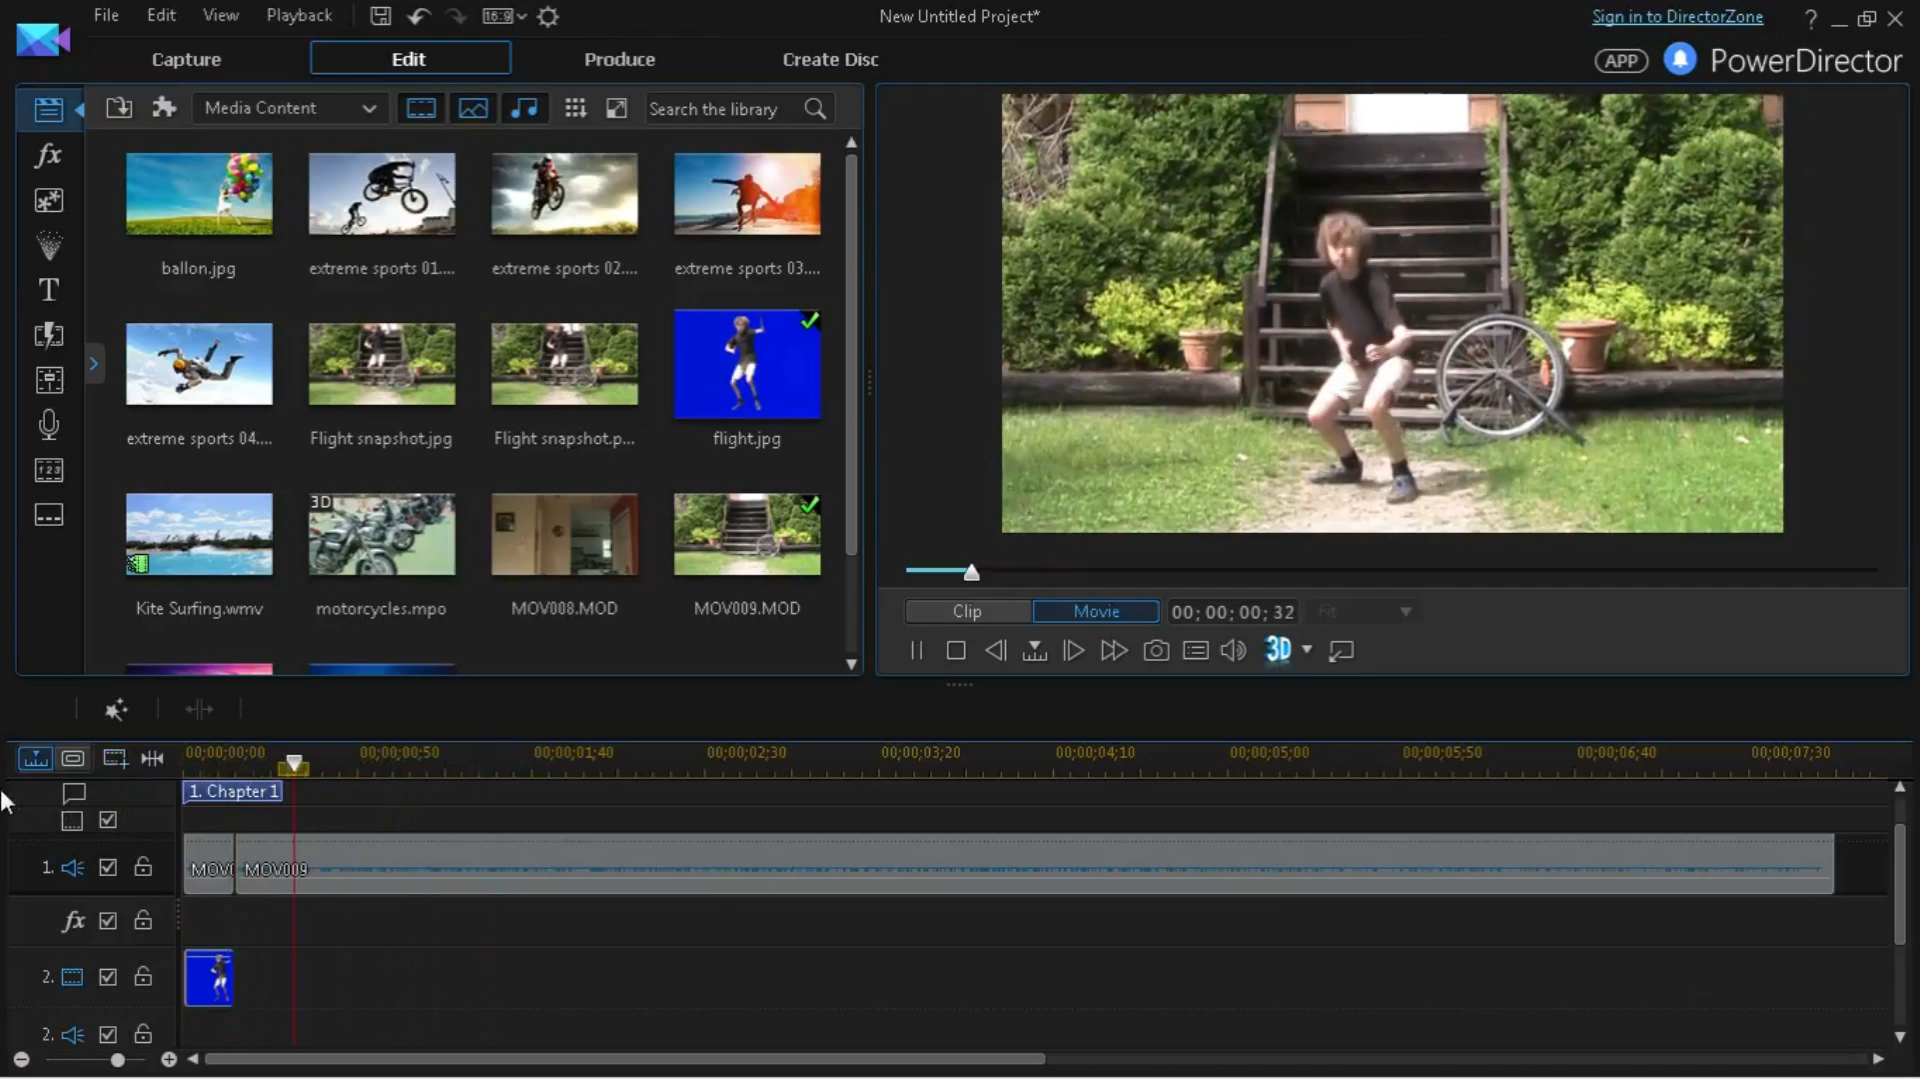 File Edit View Playback 16:9 New Untitled Project* Sign in to DirectorZone ?
Capture Edit Produce Create Disc APP PowerDirector
Media Content Search the library
fx
T
ballon.jpg extreme sports 01.... extreme sports 02.... extreme sports 03....
extreme sports 04.... Flight snapshot.jpg Flight snapshot.p... flight.jpg
3D
123
Kite Surfing.wmv motorcycles.mpo MOV008.MOD MOV009.MOD
Clip Movie 00; 00; 00; 32 Fit
3D
00;00;00;00 00;00;00;50 00;00;01;40 00;00;02;30 00;00;03;20 00;00;04;10 00;00;05;00 00;00;05;50 00;00;06;40 00;00;07;30
1. Chapter 1
1. MOV0 MOV009
fx
2.
2.